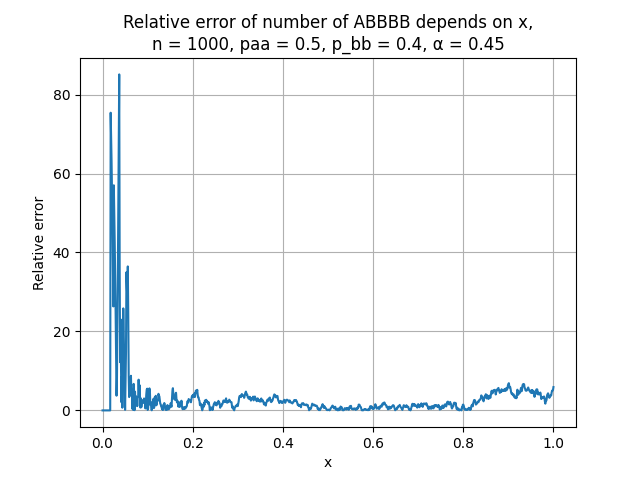 Relative error of number of ABBBB depends on x,
n = 1000, paa = 0.5, p_bb = 0.4, α = 0.45
80
60
40
20
0
Relative error
0.0 0.2 0.4 0.6 0.8 1.0
x